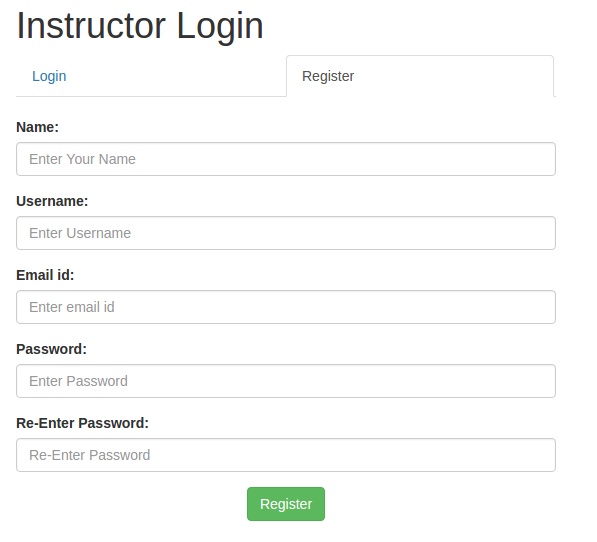 Instructor Login
Login Register
Name:
Enter Your Name
Username:
Enter Username
Email id:
Enter email id
Password:
Enter Password
Re-Enter Password:
Re-Enter Password
Register